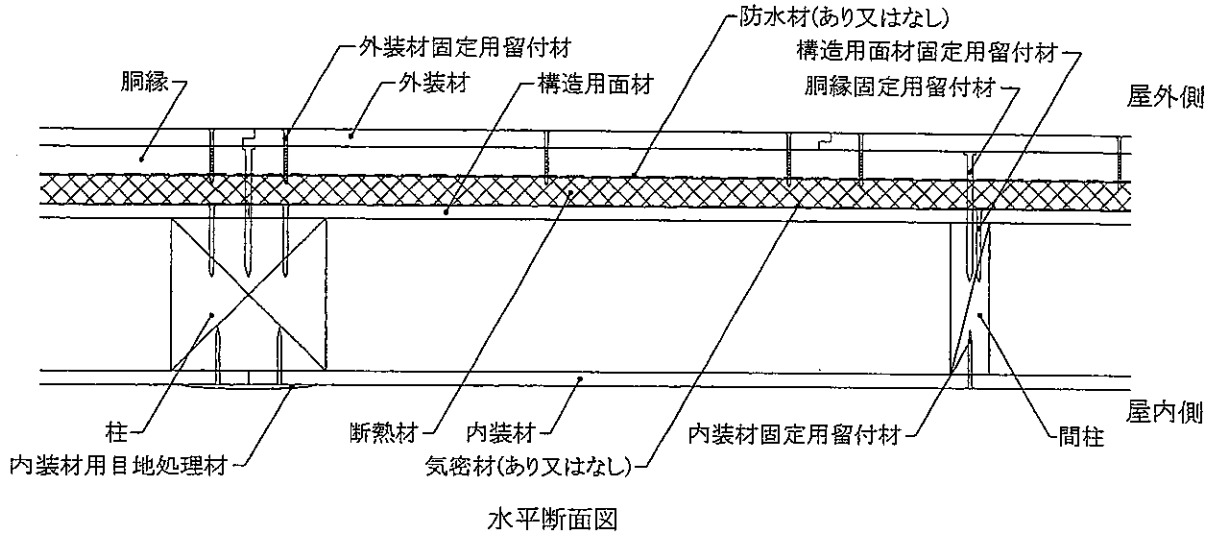 防水材(あり又はなし)
外装材固定用留付材
構造用面材固定用留付材
胴縁
外装材
構造用面材
胴縁固定用留付材
屋外側
屋内側
柱
断熱材
内装材
内装材固定用留付材
間柱
内装材用目地処理材
気密材(あり又はなし)
水平断面図